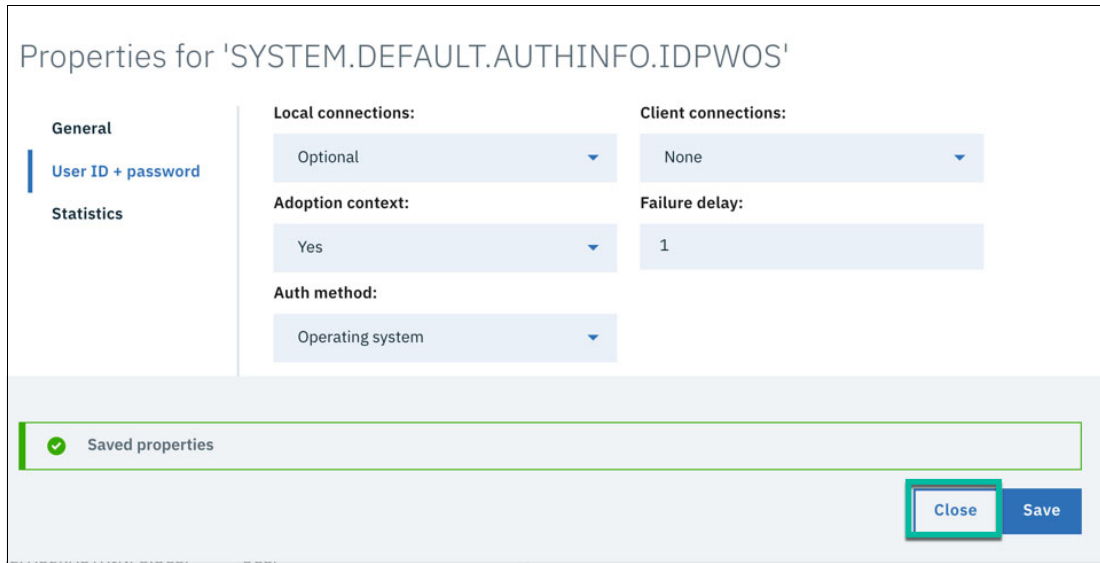 Properties for 'SYSTEM.DEFAULT.AUTHINFO.IDPWOS'
General
User ID + password
Statistics
Local connections:
Optional
Client connections:
None
Adoption context:
Yes
Failure delay:
1
Auth method:
Operating system
Saved properties
Close
Save